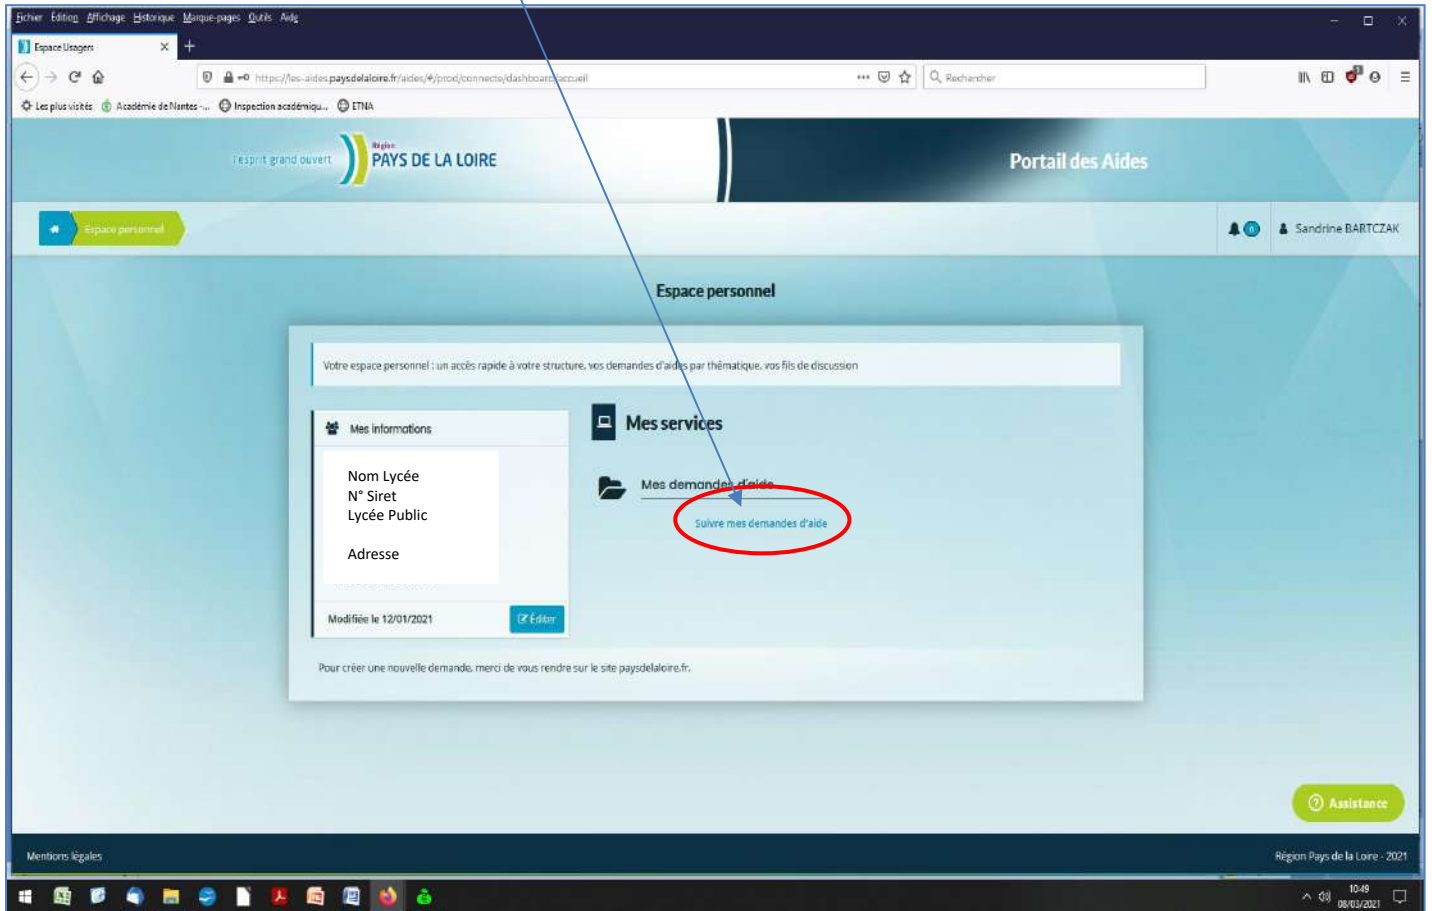 Fichier Édition Affichage Historique Marque-pages Outils Aide
Espace Usagers
https://les-aides.paysdelaloire.fr/aides/#/prod/connecte/dashboard/accueil
Rechercher
Les plus visités Académie de Nantes -... Inspection académiqu... ETNA
l'esprit grand ouvert
Région
PAYS DE LA LOIRE
Portail des Aides
Espace personnel
0
Sandrine BARTCZAK
Espace personnel
Votre espace personnel : un accès rapide à votre structure, vos demandes d'aides par thématique, vos fils de discussion
Mes informations
Nom Lycée
N° Siret
Lycée Public
Adresse
Modifiée le 12/01/2021
Éditer
Mes services
Mes demandes d'aide
Suivre mes demandes d'aide
Pour créer une nouvelle demande, merci de vous rendre sur le site paysdelaloire.fr.
Assistance
Mentions légales
Région Pays de la Loire - 2021
10:49
08/03/2021